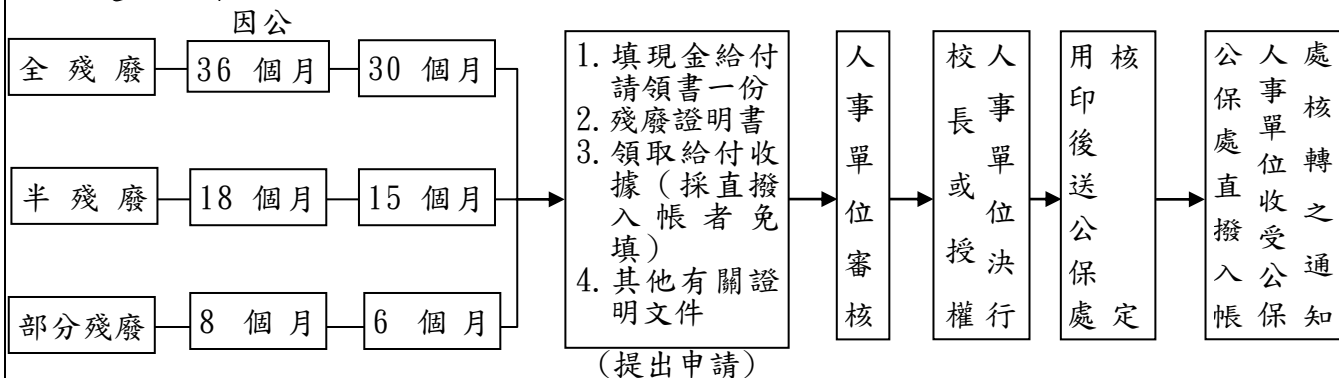 因公
全殘廢
36 個月
30 個月
半殘廢
18 個月
15 個月
部分殘廢
8 個月
6 個月
1. 填現金給付
請領書一份
2. 殘廢證明書
3. 領取給付收
據（採直撥
入帳者免
填）
4. 其他有關證
明文件
（提出申請）
人事單位審核
校長或授權
人事單位決行
用印後送公保處
核定
公保處直撥入帳
人事單位收受公保
處核轉之通知